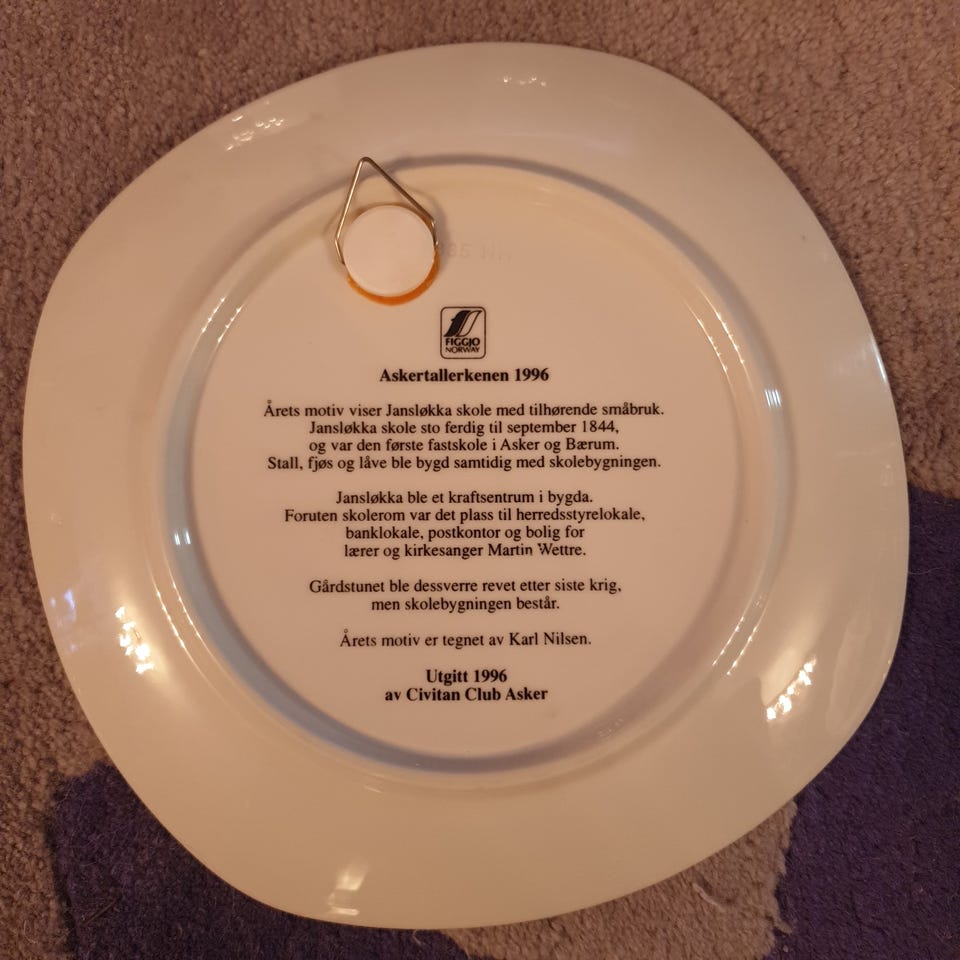 FIGGJO
NORWAY
Askertallerkenen 1996
Årets motiv viser Jansløkka skole med tilhørende småbruk.
Jansløkka skole sto ferdig til september 1844,
og var den første fastskole i Asker og Bærum.
Stall, fjøs og låve ble bygd samtidig med skolebygningen.
Jansløkka ble et kraftsentrum i bygda.
Foruten skolerom var det plass til herredsstyrelokale,
banklokale, postkontor og bolig for
lærer og kirkesanger Martin Wettre.
Gårdstunet ble dessverre revet etter siste krig,
men skolebygningen består.
Årets motiv er tegnet av Karl Nilsen.
Utgitt 1996
av Civitan Club Asker